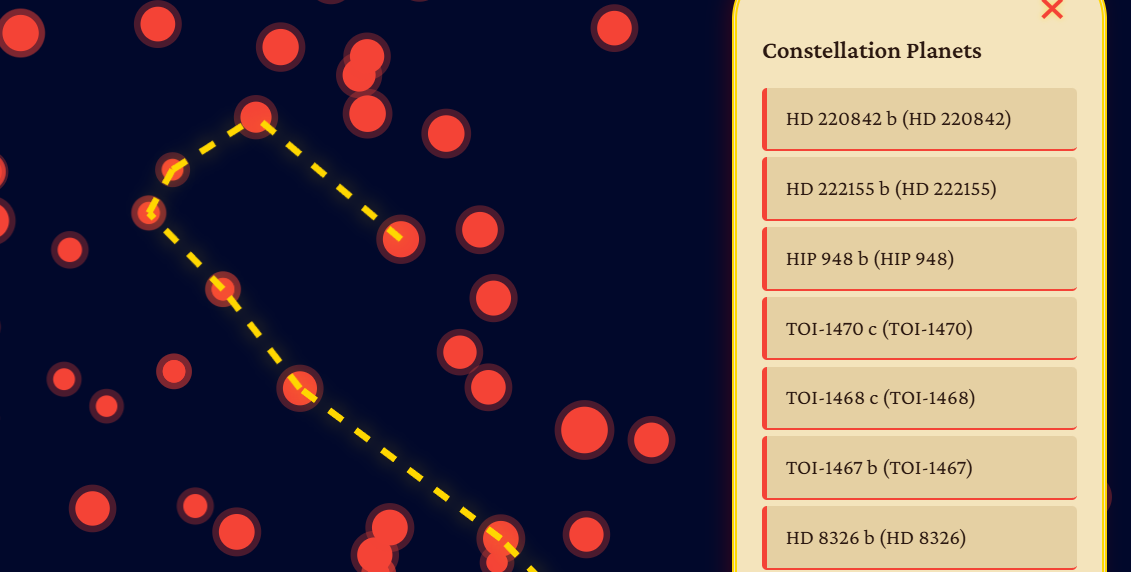 Constellation Planets
HD 220842 b (HD 220842)
HD 222155 b (HD 222155)
HIP 948 b (HIP 948)
TOI-1470 c (TOI-1470)
TOI-1468 c (TOI-1468)
TOI-1467 b (TOI-1467)
HD 8326 b (HD 8326)